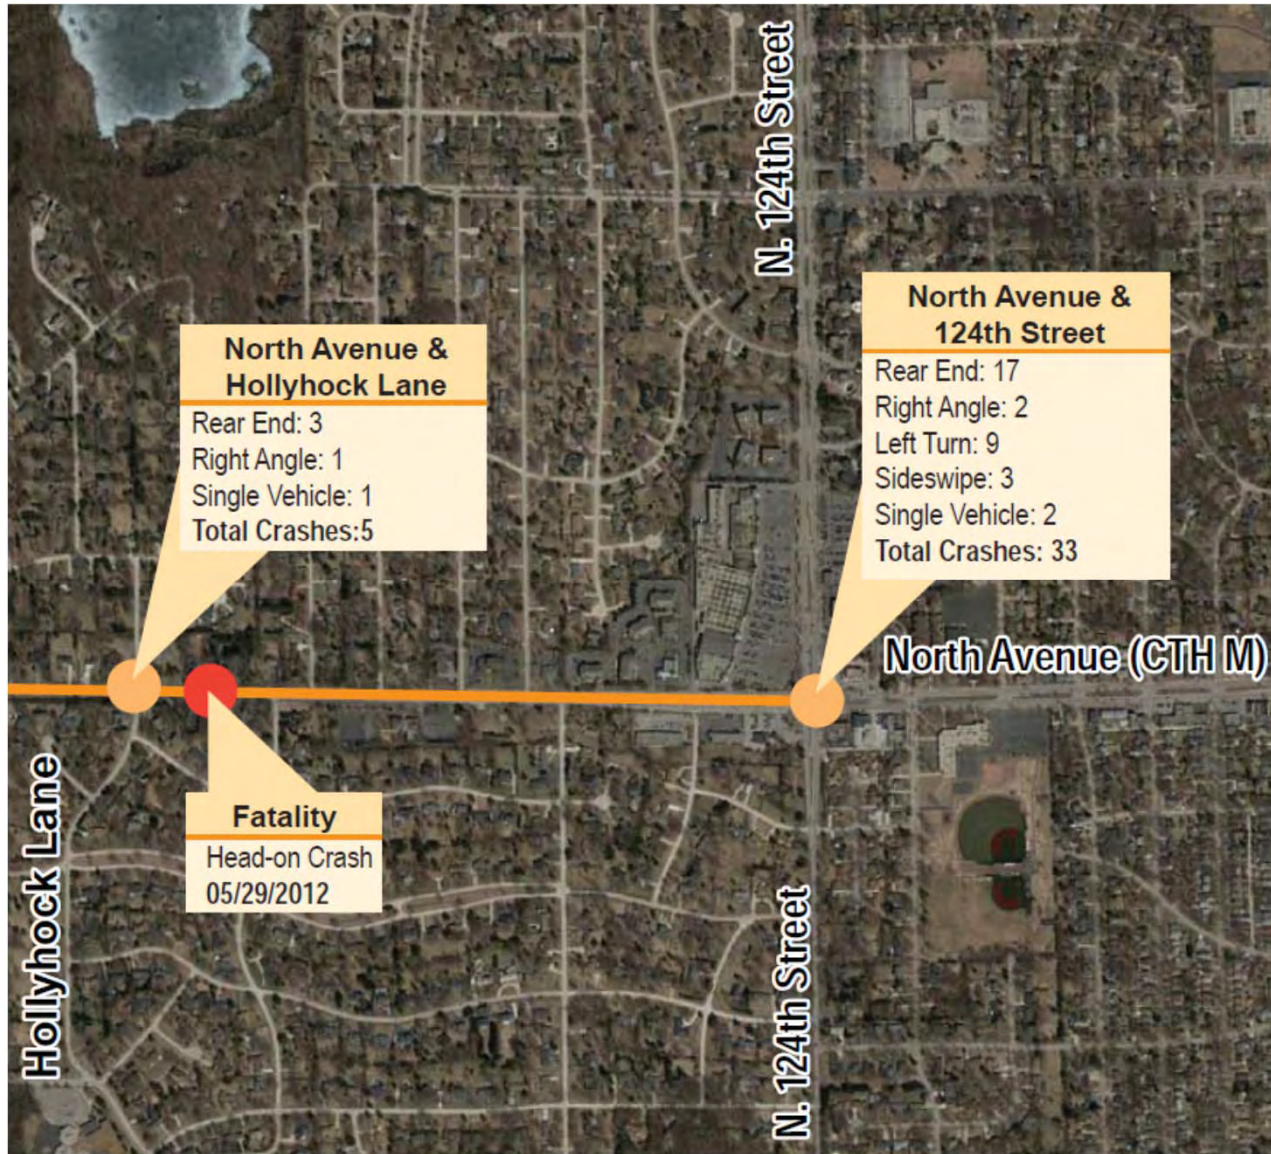 N. 124th Street
North Avenue &
124th Street
Rear End: 17
Right Angle: 2
Left Turn: 9
Sideswipe: 3
Single Vehicle: 2
Total Crashes: 33
North Avenue &
Hollyhock Lane
Rear End: 3
Right Angle: 1
Single Vehicle: 1
Total Crashes:5
North Avenue (CTH M)
Hollyhock Lane
Fatality
Head-on Crash
05/29/2012
N. 124th Street